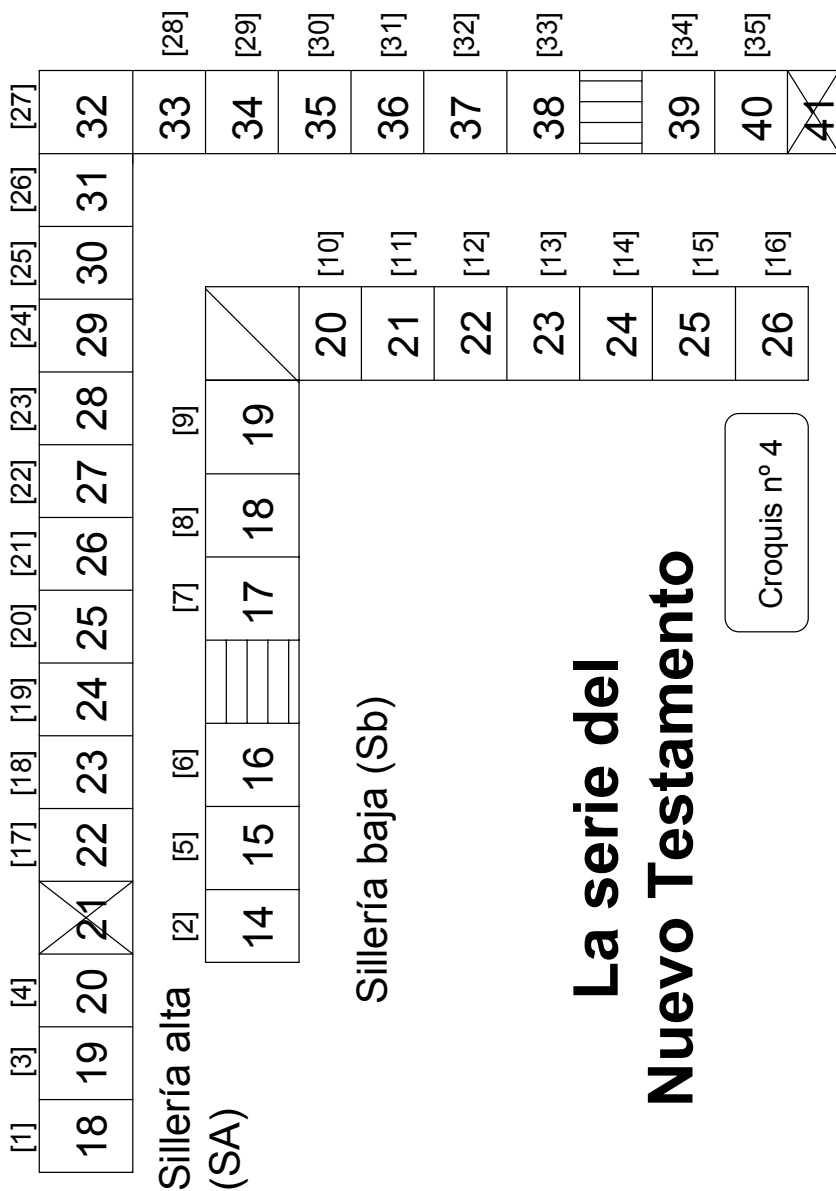 [1] [3] [4] [17] [18] [19] [20] [21] [22] [23] [24] [25] [26] [27]
18 19 20 21 22 23 24 25 26 27 28 29 30 31 32
Sillería alta [2] [5] [6] [7] [8] [9] 33 [28]
(SA) 14 15 16 17 18 19 34 [29]
20 [10] 35 [30]
Sillería baja (Sb) 21 [11] 36 [31]
22 [12] 37 [32]
23 [13] 38 [33]
La serie del 24 [14]
Nuevo Testamento 25 [15] 39 [34]
Croquis nº 4 26 [16] 40 [35]
41